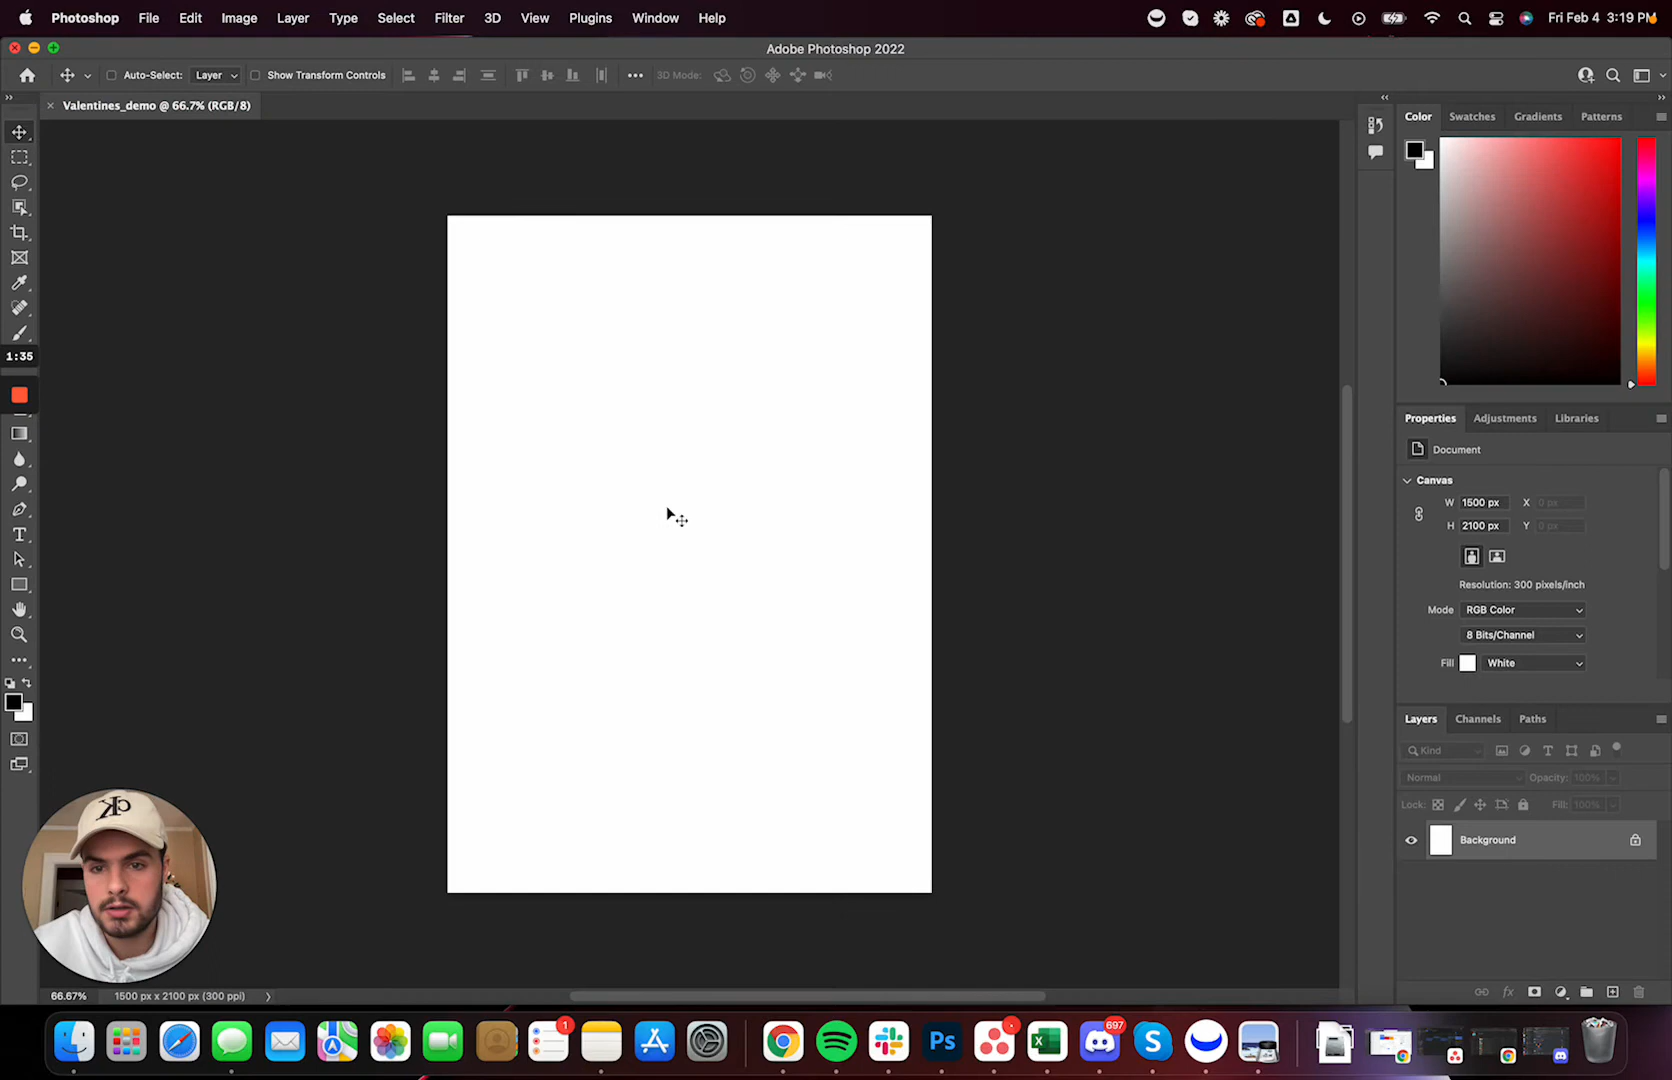 Photoshop File Edit Image Layer Type Select Filter 3D View Plugins Window Help Fri Feb 4 3:19 PM
Adobe Photoshop 2022
Auto-Select: Layer Show Transform Controls 3D Mode:
Valentines_demo @ 66.7% (RGB/8)
Color Swatches Gradients Patterns
1:35
Properties Adjustments Libraries
Document
Canvas
W 1500 px X 0 px
H 2100 px Y 0 px
Resolution: 300 pixels/inch
Mode RGB Color
8 Bits/Channel
Fill White
Layers Channels Paths
Kind
Normal Opacity: 100%
Lock: Fill: 100%
Background
66.67% 1500 px x 2100 px (300 ppi)
1
Ps
697